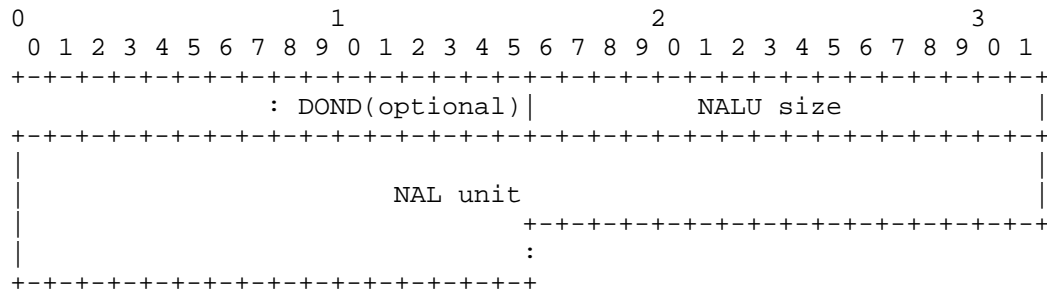 0                   1                   2                   3
 0 1 2 3 4 5 6 7 8 9 0 1 2 3 4 5 6 7 8 9 0 1 2 3 4 5 6 7 8 9 0 1
+-+-+-+-+-+-+-+-+-+-+-+-+-+-+-+-+-+-+-+-+-+-+-+-+-+-+-+-+-+-+-+-+
                : DOND(optional)|          NALU size            |
+-+-+-+-+-+-+-+-+-+-+-+-+-+-+-+-+-+-+-+-+-+-+-+-+-+-+-+-+-+-+-+-+
|                                                               |
|                       NAL unit                                |
|                               +-+-+-+-+-+-+-+-+-+-+-+-+-+-+-+-+
|                               :
+-+-+-+-+-+-+-+-+-+-+-+-+-+-+-+-+